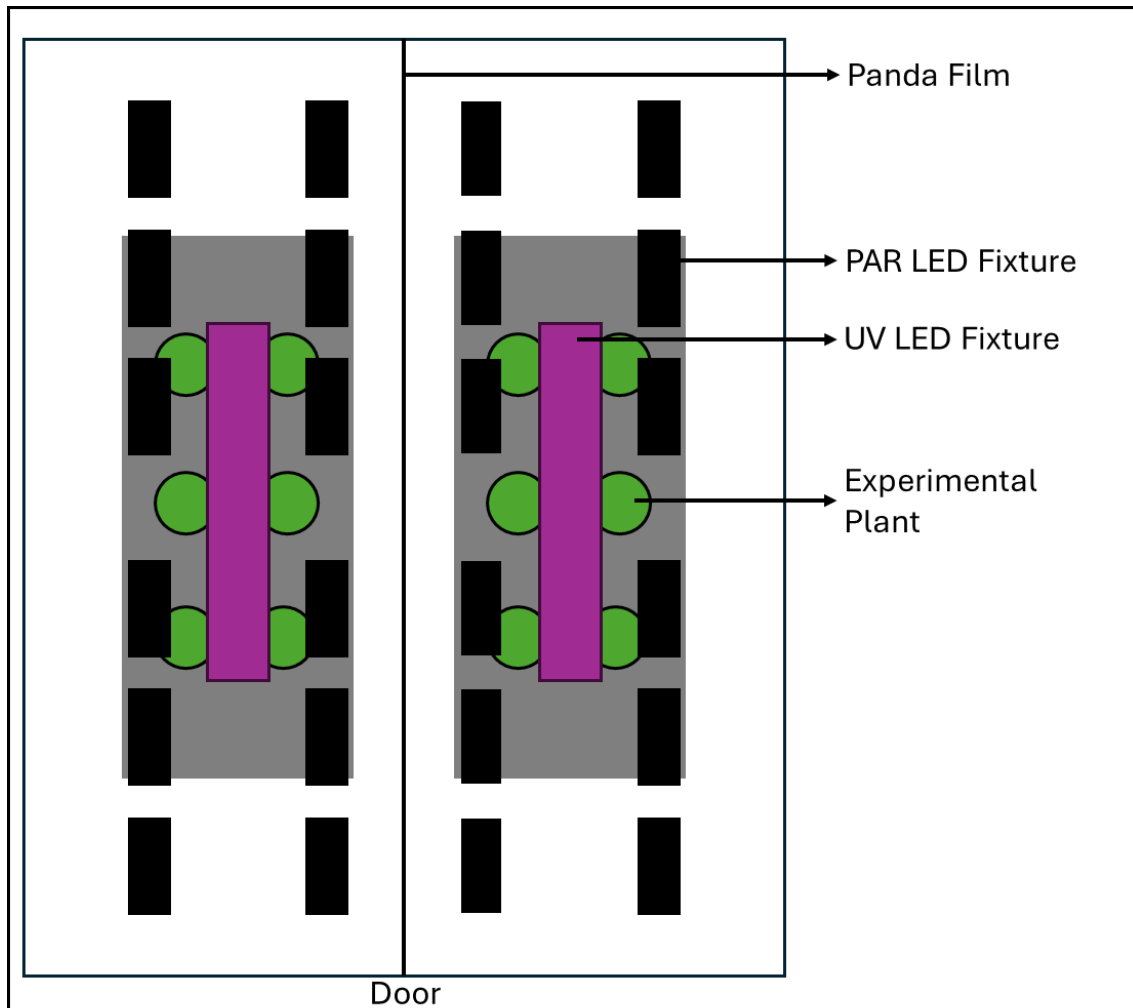 Panda Film
PAR LED Fixture
UV LED Fixture
Experimental
Plant
Door